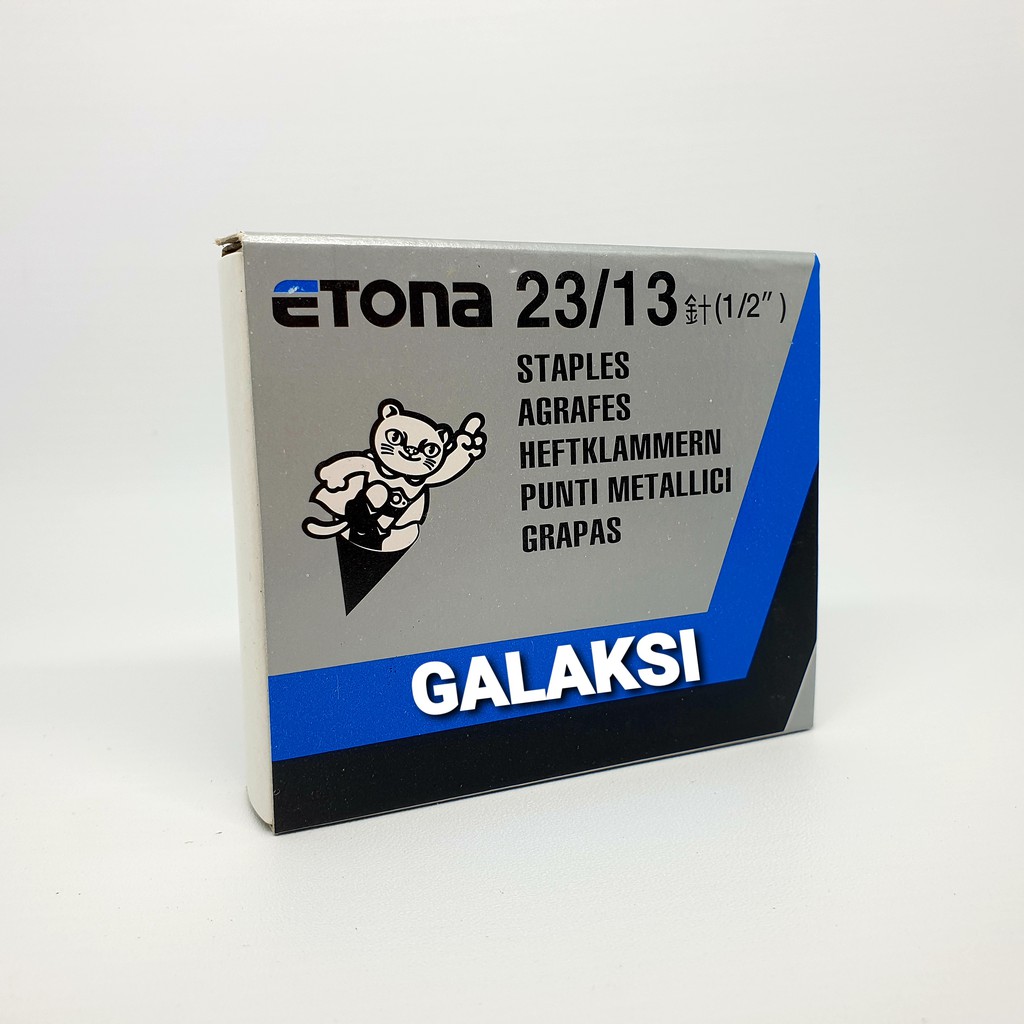 ETONA 23/13 針(1/2")
STAPLES
AGRAFES
HEFTKLAMMERN
PUNTI METALLICI
GRAPAS
GALAKSI